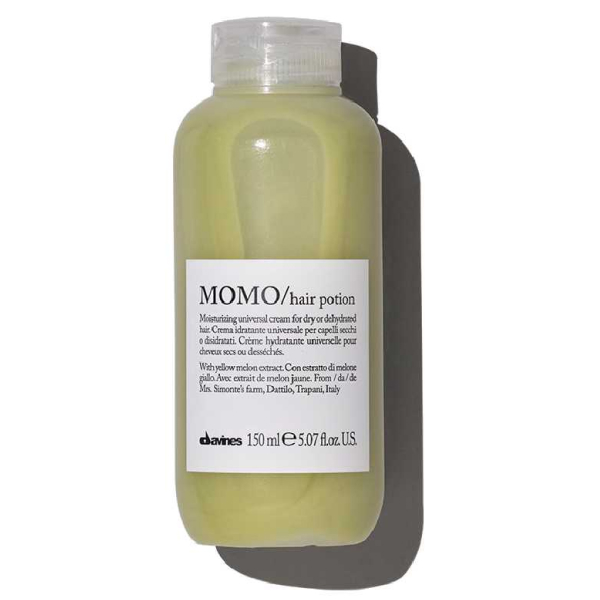 MOMO/hair potion
Moisturizing universal cream for dry or dehydrated
hair. Crema idratante universale per capelli secchi
o disidratati. Crème hydratante universelle pour
cheveux secs ou desséchés.
With yellow melon extract. Con estratto di melone
giallo. Avec extrait de melon jaune. From / da / de
Mrs. Simonte's farm, Dattilo, Trapani, Italy
davines 150 ml ℮ 5.07 fl.oz. U.S.